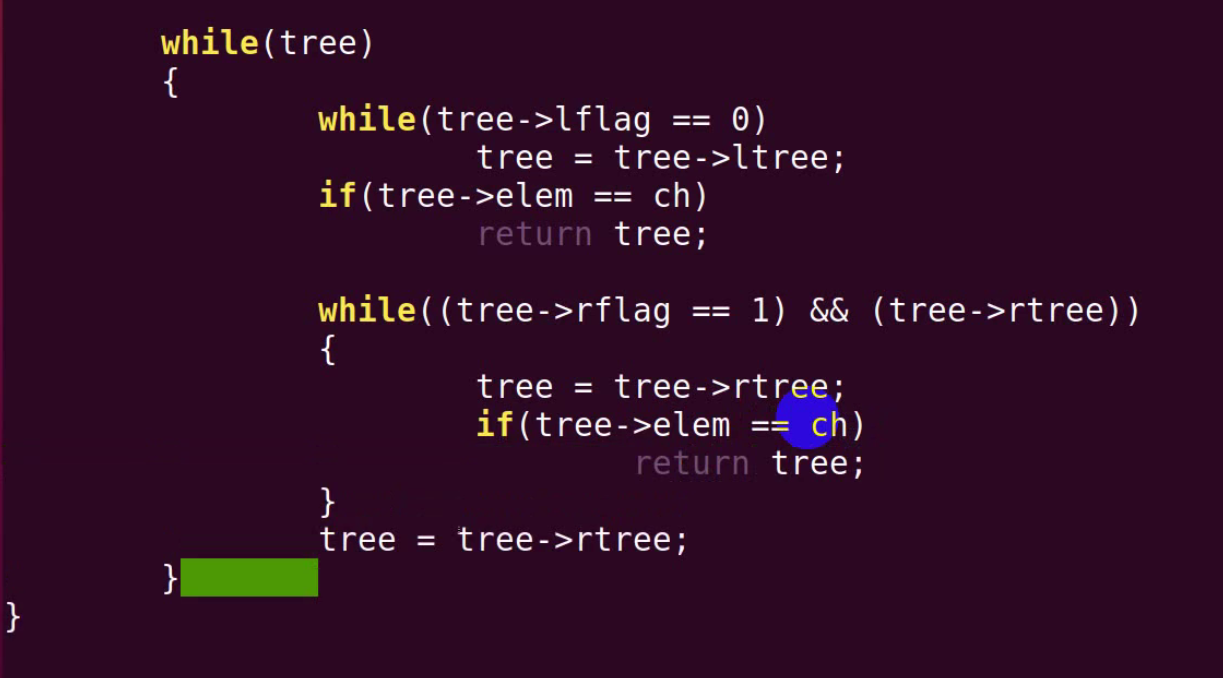 while(tree)
{
while(tree->lflag == 0)
tree = tree->ltree;
if(tree->elem == ch)
return tree;
while((tree->rflag == 1) && (tree->rtree))
{
tree = tree->rtree;
if(tree->elem == ch)
return tree;
}
tree = tree->rtree;
}
}